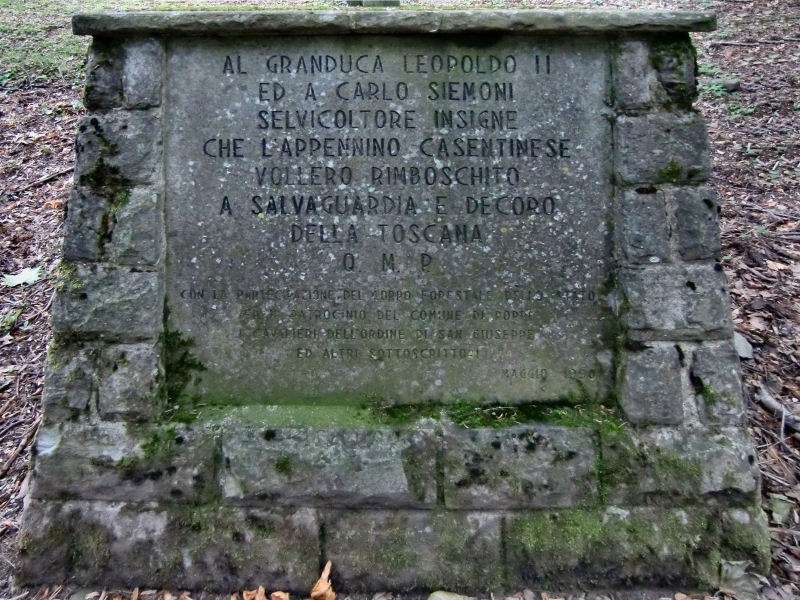 AL GRANDUCA LEOPOLDO II
ED A CARLO SIEMONI
SELVICOLTORE INSIGNE
CHE L'APPENNINO CASENTINESE
VOLLERO RIMBOSCHITO
A SALVAGUARDIA E DECORO
DELLA TOSCANA
Q. M. P.
CON LA PARTECIPAZIONE DEL CORPO FORESTALE DELLO STATO
PATROCINIO DEL COMUNE DI POPPI
I CAVALIERI DELL'ORDINE DI SAN GIUSEPPE
ED ALTRI SOTTOSCRITTORI
MAGGIO